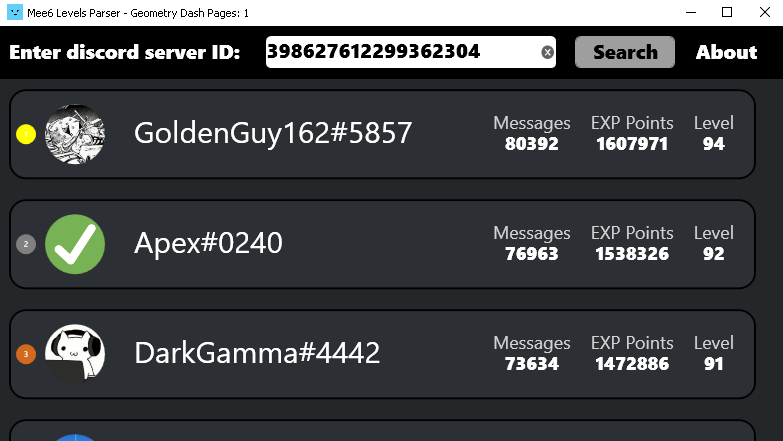 Mee6 Levels Parser - Geometry Dash Pages: 1
Enter discord server ID: 398627612299362304 Search About
1 GoldenGuy162#5857 Messages 80392 EXP Points 1607971 Level 94
2 Apex#0240 Messages 76963 EXP Points 1538326 Level 92
3 DarkGamma#4442 Messages 73634 EXP Points 1472886 Level 91